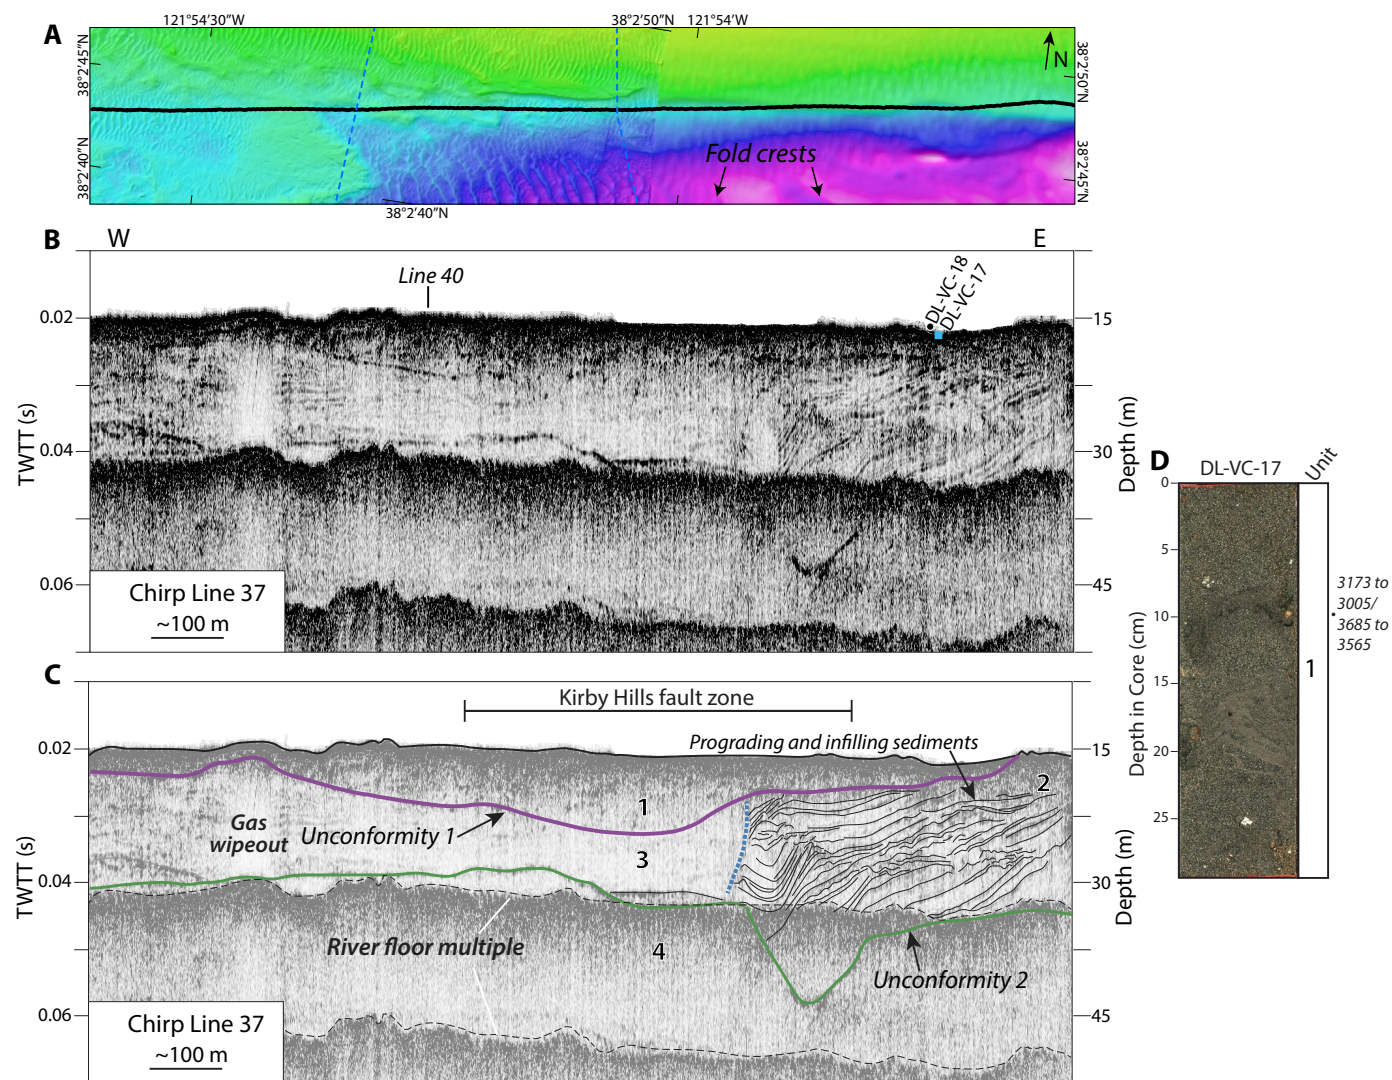 A
121°54'30"W
38°2'50"N
121°54'W
38°2'45"N
38°2'40"N
38°2'50"N
38°2'45"N
N
Fold crests
38°2'40"N
B
W
E
Line 40
DL-VC-18
DL-VC-17
0.02
0.04
0.06
TWTT (s)
15
30
45
Depth (m)
Chirp Line 37
~100 m
C
Kirby Hills fault zone
Prograding and infilling sediments
0.02
0.04
0.06
TWTT (s)
15
30
45
Depth (m)
1
2
3
4
Gas
wipeout
Unconformity 1
River floor multiple
Unconformity 2
Chirp Line 37
~100 m
D
DL-VC-17
Unit
0
5
10
15
20
25
Depth in Core (cm)
1
3173 to
3005/
3685 to
3565